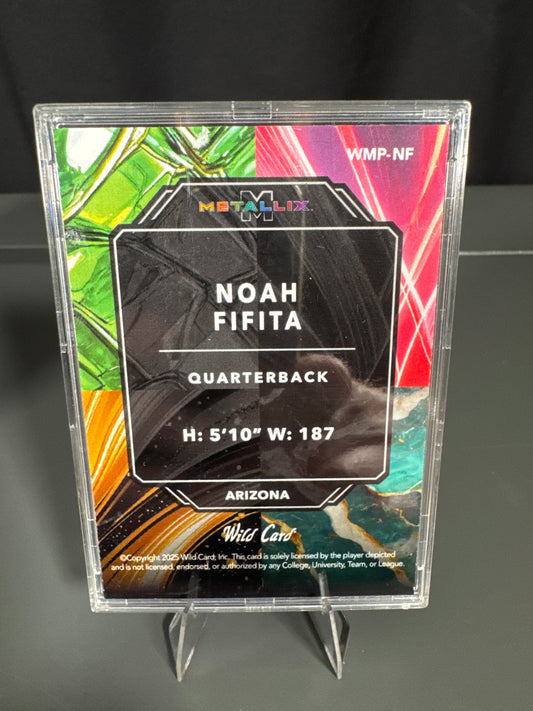 WMP-NF
M
METALLIX™
NOAH
FIFITA
QUARTERBACK
H: 5'10" W: 187
ARIZONA
Wild Card®
©Copyright 2025 Wild Card, Inc. This card is solely licensed by the player depicted
and is not licensed, endorsed, or authorized by any College, University, Team, or League.